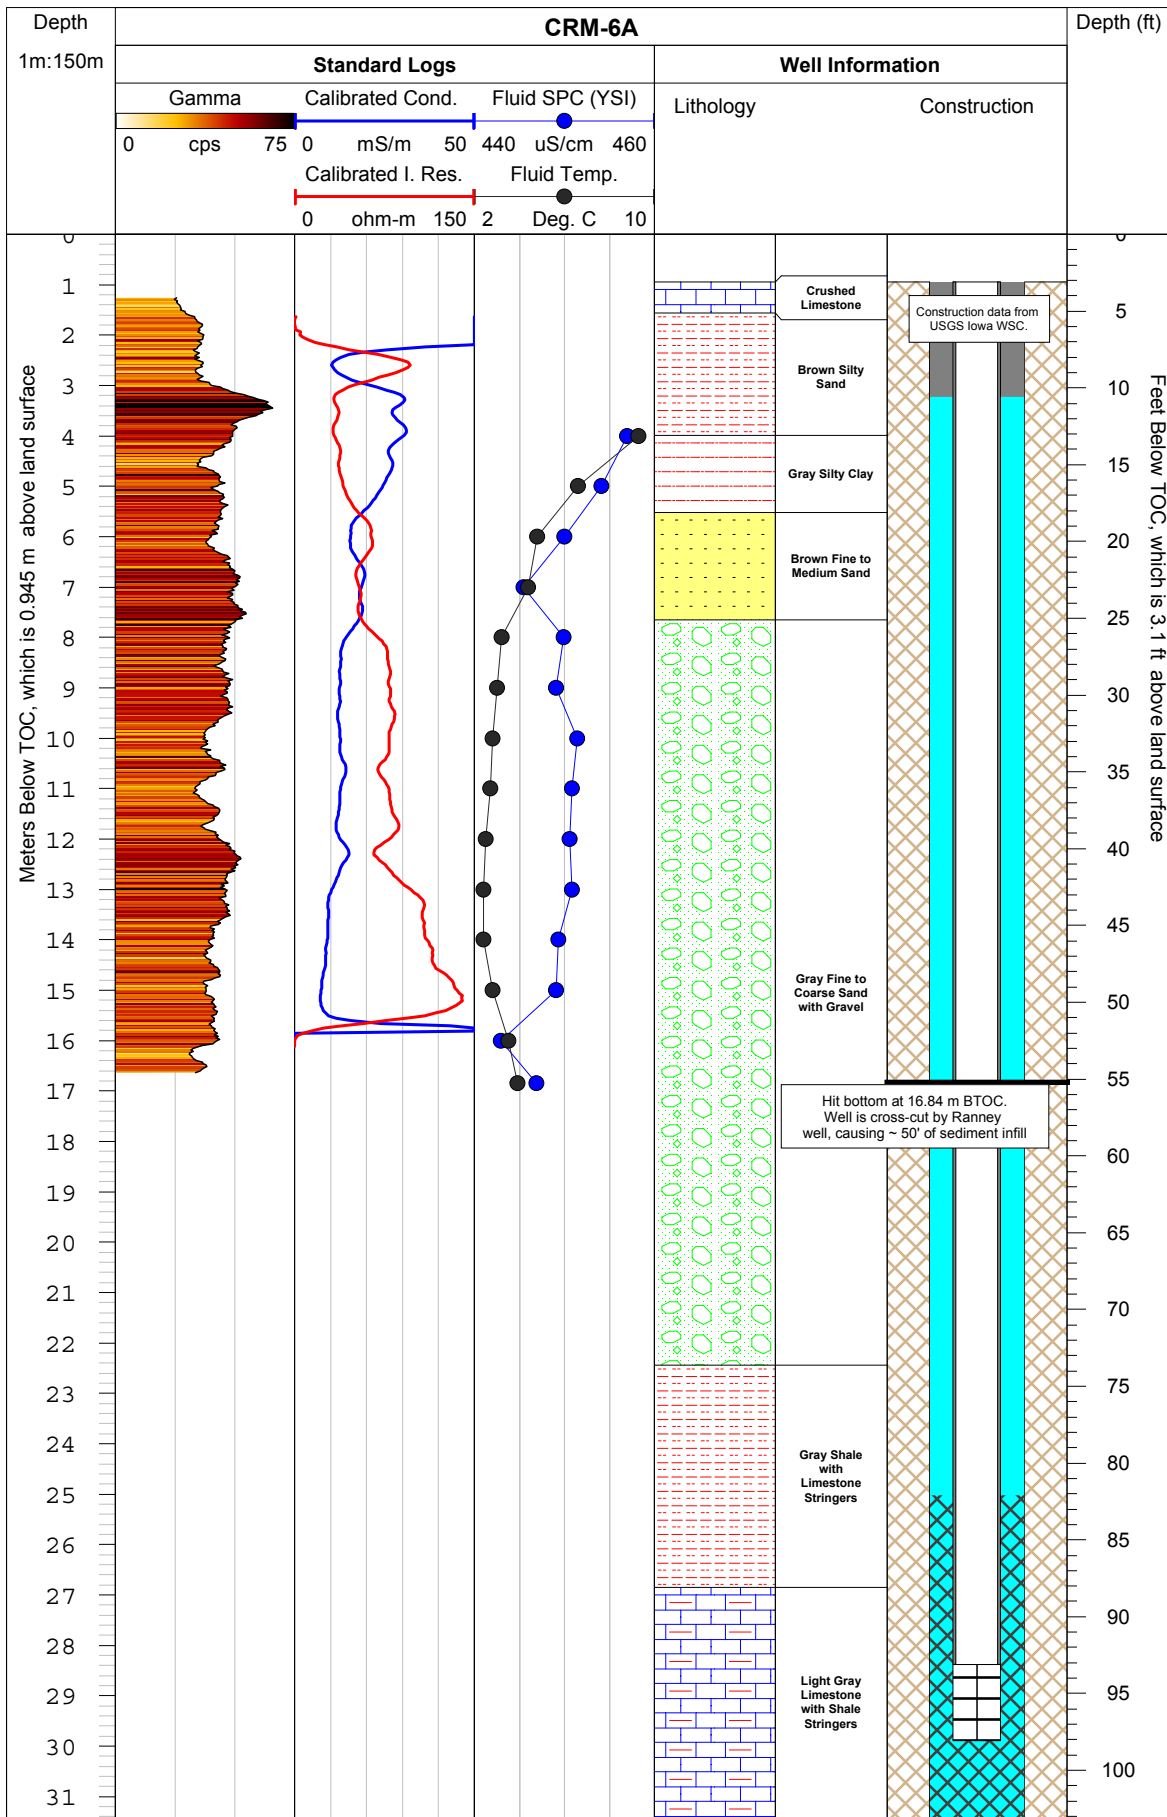 Depth
CRM-6A
Depth (ft)
1m:150m
Standard Logs
Well Information
Gamma
Calibrated Cond.
Fluid SPC (YSI)
Lithology
Construction
0 cps 75
0 mS/m 50
440 uS/cm 460
Calibrated I. Res.
Fluid Temp.
0 ohm-m 150
2 Deg. C 10
0
1
2
3
4
5
6
7
8
9
10
11
12
13
14
15
16
17
18
19
20
21
22
23
24
25
26
27
28
29
30
31
Meters Below TOC, which is 0.945 m above land surface
Crushed
Limestone
Brown Silty
Sand
Gray Silty Clay
Brown Fine to
Medium Sand
Gray Fine to
Coarse Sand
with Gravel
Gray Shale
with
Limestone
Stringers
Light Gray
Limestone
with Shale
Stringers
Construction data from
USGS Iowa WSC.
Hit bottom at 16.84 m BTOC.
Well is cross-cut by Ranney
well, causing ~ 50' of sediment infill
0
5
10
15
20
25
30
35
40
45
50
55
60
65
70
75
80
85
90
95
100
Feet Below TOC, which is 3.1 ft above land surface